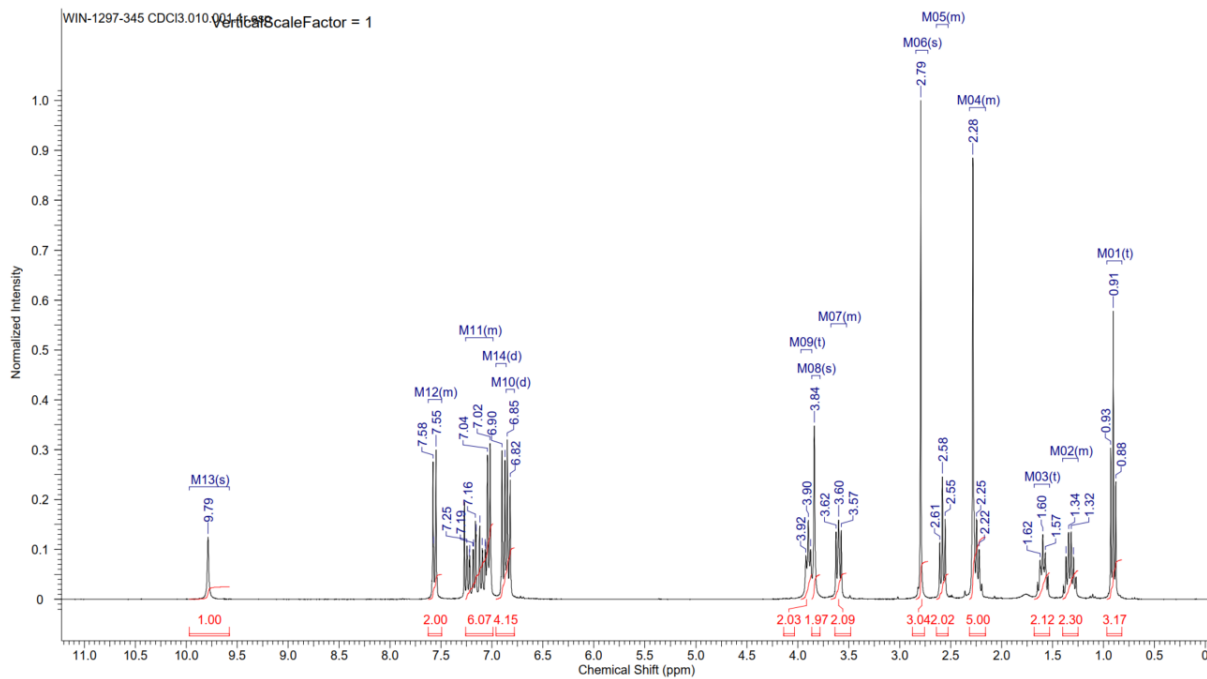 WIN-1297-345 CDCl3.010.001.1r.esp
VerticalScaleFactor = 1
M05(m)
M06(s)
2.79
M04(m)
2.28
M01(t)
0.91
0.93
0.88
M07(m)
M09(t)
M08(s)
3.84
3.90
3.92
3.62
3.60
3.57
2.58
2.61
2.55
2.25
2.22
M03(t)
M02(m)
1.62
1.60
1.57
1.34
1.32
M11(m)
M14(d)
M10(d)
M12(m)
7.58
7.55
7.25
7.19
7.16
7.04
7.02
6.90
6.85
6.82
M13(s)
9.79
Normalized Intensity
1.0
0.9
0.8
0.7
0.6
0.5
0.4
0.3
0.2
0.1
0
1.00 2.00 6.07 4.15 2.03 1.97 2.09 3.04 2.02 5.00 2.12 2.30 3.17
11.0 10.5 10.0 9.5 9.0 8.5 8.0 7.5 7.0 6.5 6.0 5.5 5.0 4.5 4.0 3.5 3.0 2.5 2.0 1.5 1.0 0.5 0
Chemical Shift (ppm)